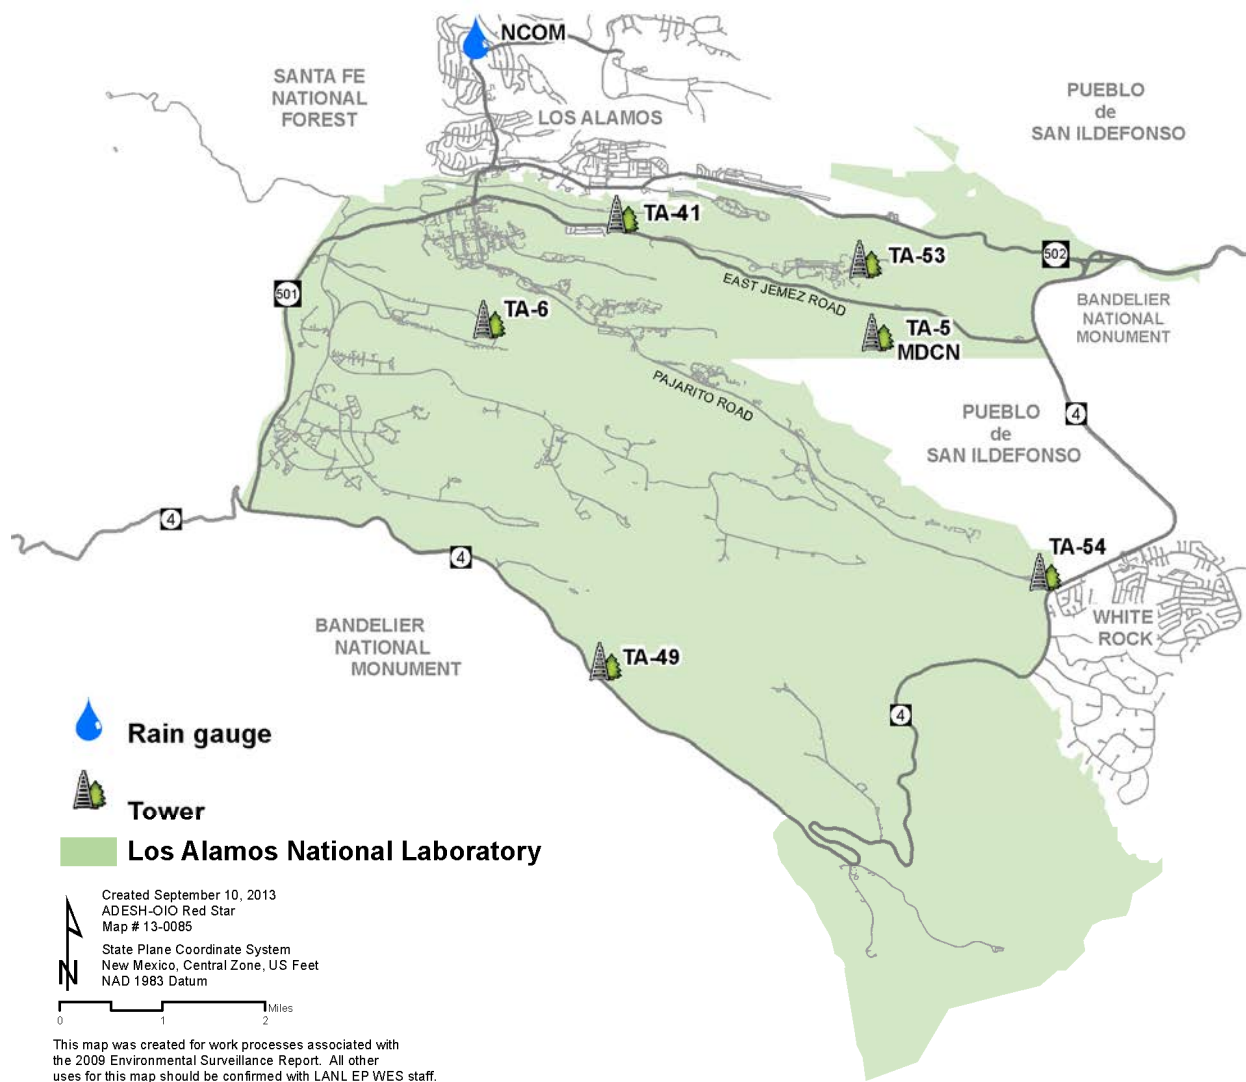 NCOM
SANTA FE
NATIONAL
FOREST
LOS ALAMOS
PUEBLO
de
SAN ILDEFONSO
TA-41
TA-53
502
EAST JEMEZ ROAD
501
TA-6
TA-5
MDCN
BANDELIER
NATIONAL
MONUMENT
PAJARITO ROAD
4
PUEBLO
de
SAN ILDEFONSO
4
4
TA-54
WHITE
ROCK
BANDELIER
NATIONAL
MONUMENT
TA-49
4
Rain gauge
Tower
Los Alamos National Laboratory
Created September 10, 2013
ADESH-OIO Red Star
Map # 13-0085
State Plane Coordinate System
New Mexico, Central Zone, US Feet
NAD 1983 Datum
N
Miles
0 1 2
This map was created for work processes associated with
the 2009 Environmental Surveillance Report. All other
uses for this map should be confirmed with LANL EP WES staff.